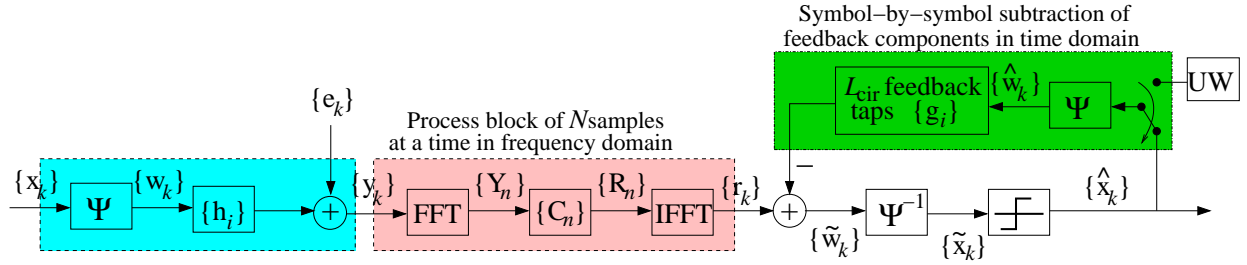 Symbol–by–symbol subtraction of
feedback components in time domain
UW
L_cir feedback
taps {g_i}
{ŵ_k}
Ψ
{e_k}
Process block of N samples
at a time in frequency domain
–
{x_k}
Ψ
{w_k}
{h_i}
+
{y_k}
FFT
{Y_n}
{C_n}
{R_n}
IFFT
{r_k}
+
{w̃_k}
Ψ⁻¹
{x̃_k}
{x̂_k}